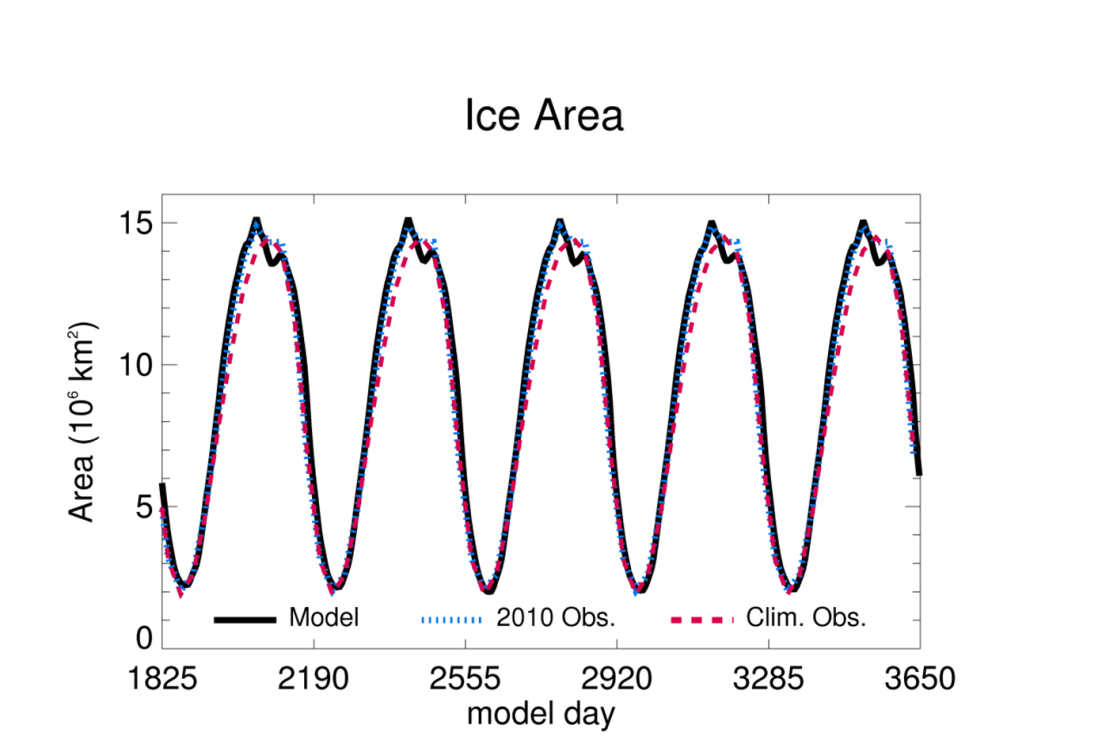 Ice Area
15
10
5
0
Area (10⁶ km²)
Model
2010 Obs.
Clim. Obs.
1825 2190 2555 2920 3285 3650
model day